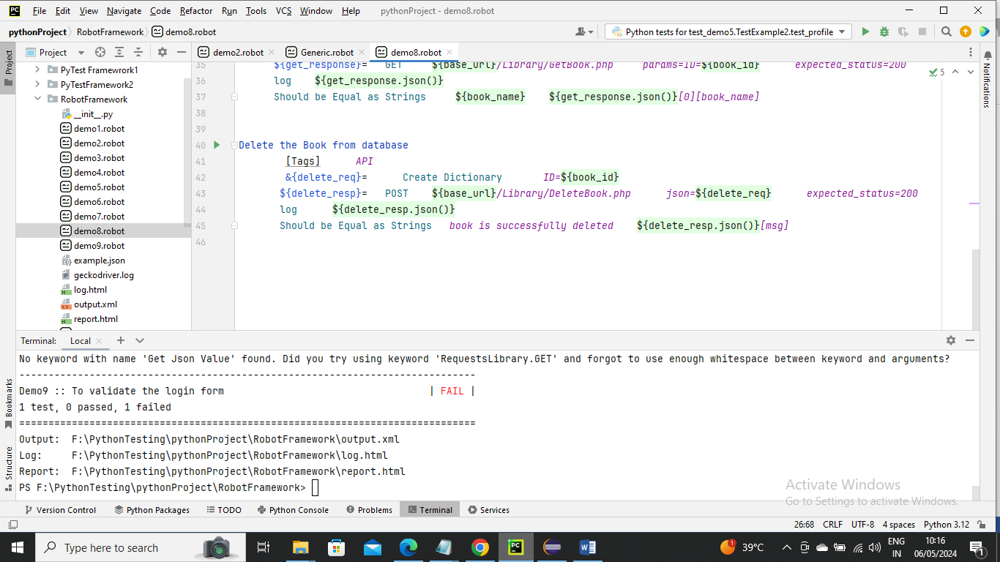 File Edit View Navigate Code Refactor Run Tools VCS Window Help pythonProject - demo8.robot
pythonProject RobotFramework demo8.robot Python tests for test_demo5.TestExample2.test_profile
Project demo2.robot Generic.robot demo8.robot
Project
Notifications
Bookmarks
Structure
PyTest Framewrork1
PyTestFramework2
RobotFramework
__init__.py
demo1.robot
demo2.robot
demo3.robot
demo4.robot
demo5.robot
demo6.robot
demo7.robot
demo8.robot
demo9.robot
example.json
geckodriver.log
log.html
output.xml
report.html
5
35 ${get_response}= GET ${base_url}/Library/GetBook.php params=ID=${book_id} expected_status=200
36 log ${get_response.json()}
37 Should be Equal as Strings ${book_name} ${get_response.json()}[0][book_name]
38
39
40 Delete the Book from database
41 [Tags] API
42 &{delete_req}= Create Dictionary ID=${book_id}
43 ${delete_resp}= POST ${base_url}/Library/DeleteBook.php json=${delete_req} expected_status=200
44 log ${delete_resp.json()}
45 Should be Equal as Strings book is successfully deleted ${delete_resp.json()}[msg]
46
Terminal: Local
No keyword with name 'Get Json Value' found. Did you try using keyword 'RequestsLibrary.GET' and forgot to use enough whitespace between keyword and arguments?
------------------------------------------------------------------------------
Demo9 :: To validate the login form | FAIL |
1 test, 0 passed, 1 failed
==============================================================================
Output: F:\PythonTesting\pythonProject\RobotFramework\output.xml
Log: F:\PythonTesting\pythonProject\RobotFramework\log.html
Report: F:\PythonTesting\pythonProject\RobotFramework\report.html
PS F:\PythonTesting\pythonProject\RobotFramework>
Activate Windows
Go to Settings to activate Windows.
Version Control Python Packages TODO Python Console Problems Terminal Services
26:68 CRLF UTF-8 4 spaces Python 3.12
Type here to search 1 39°C ENG IN 10:16 06/05/2024 1